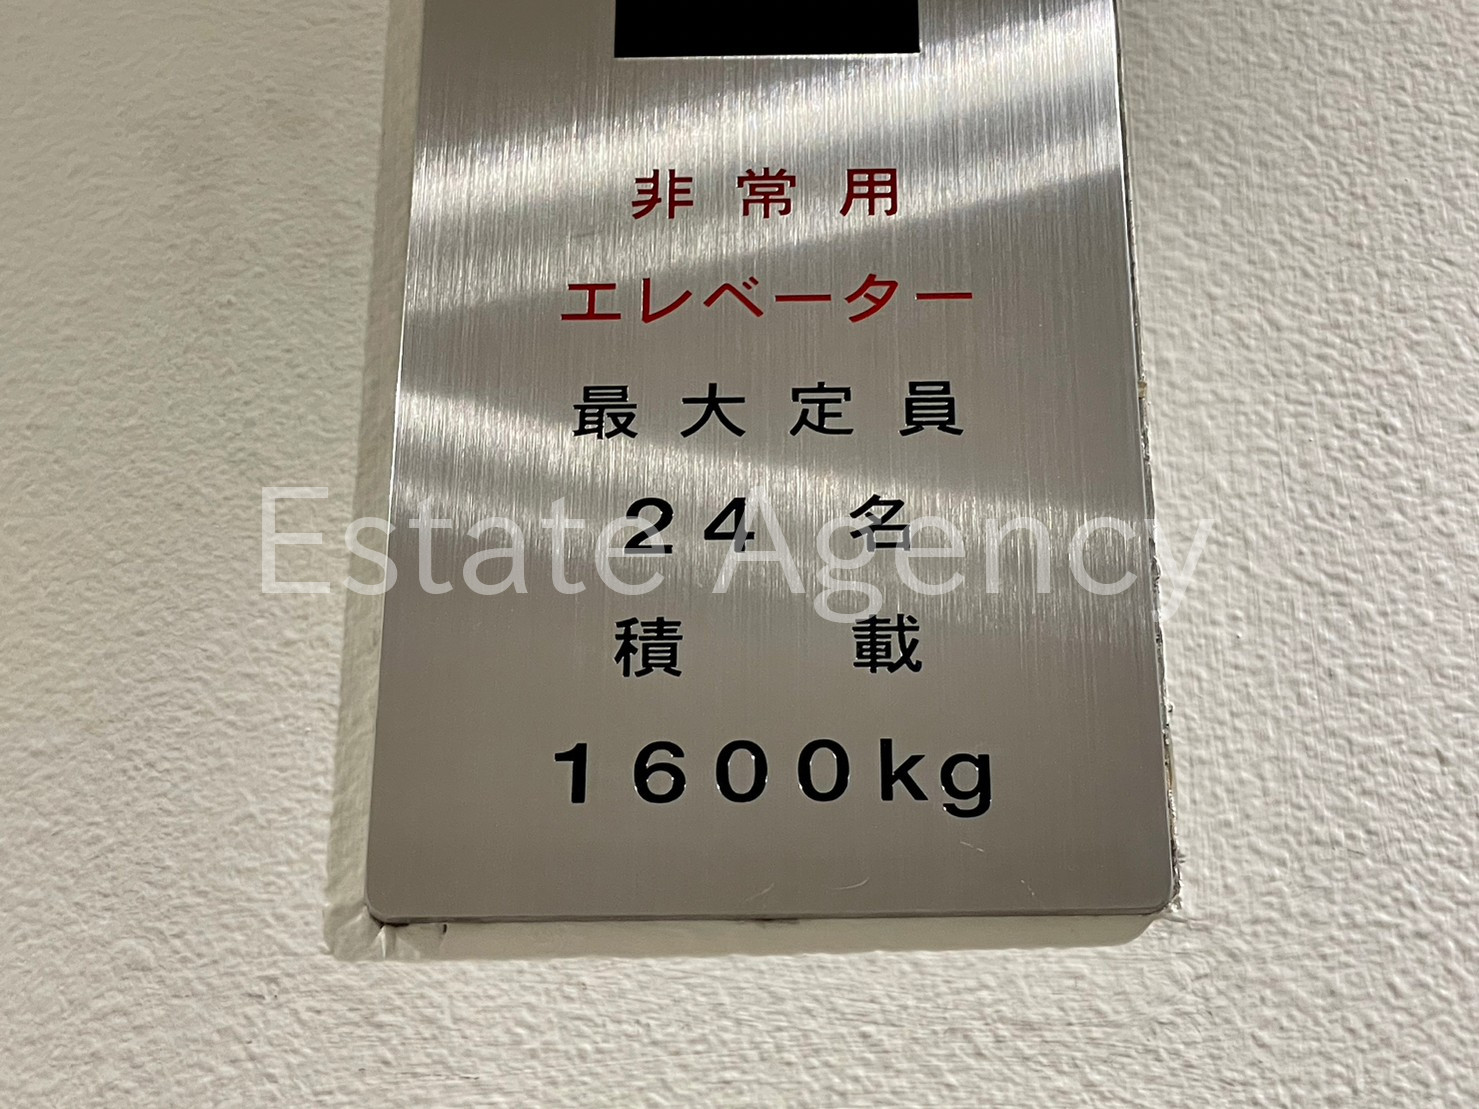 非常用
エレベーター
最大定員
24名
Estate Agency
積載
1600kg